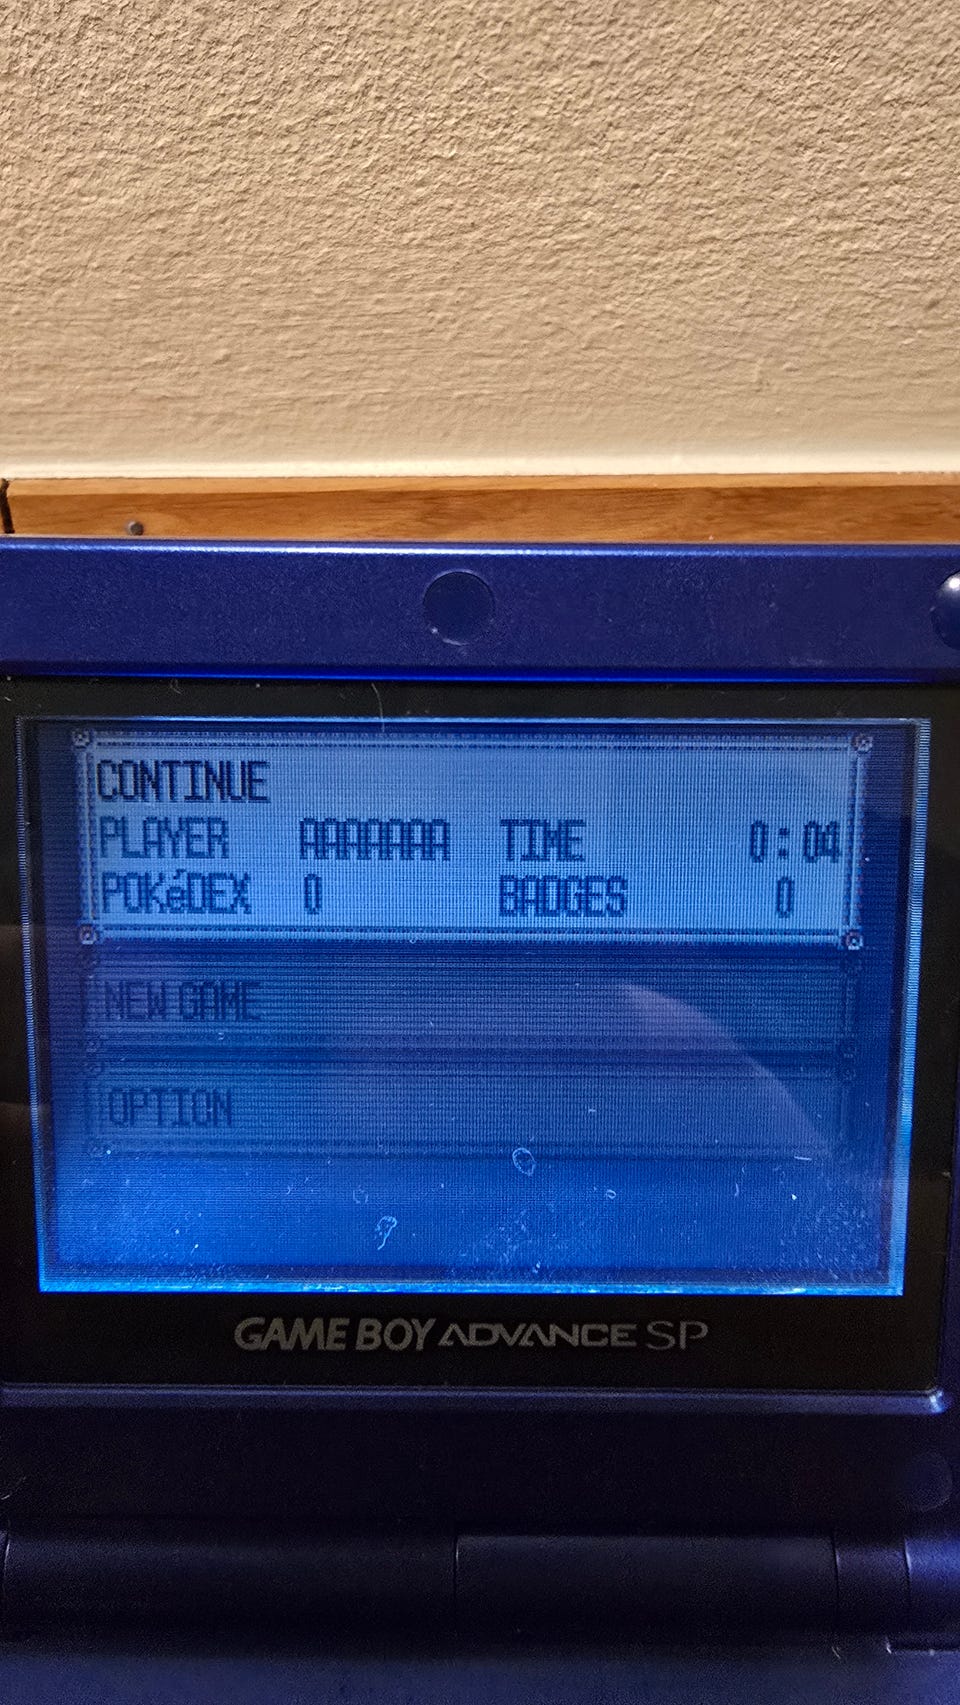 CONTINUE
PLAYER AAAAAAA TIME 0:04
POKéDEX 0 BADGES 0
NEW GAME
OPTION
GAME BOY ADVANCE SP